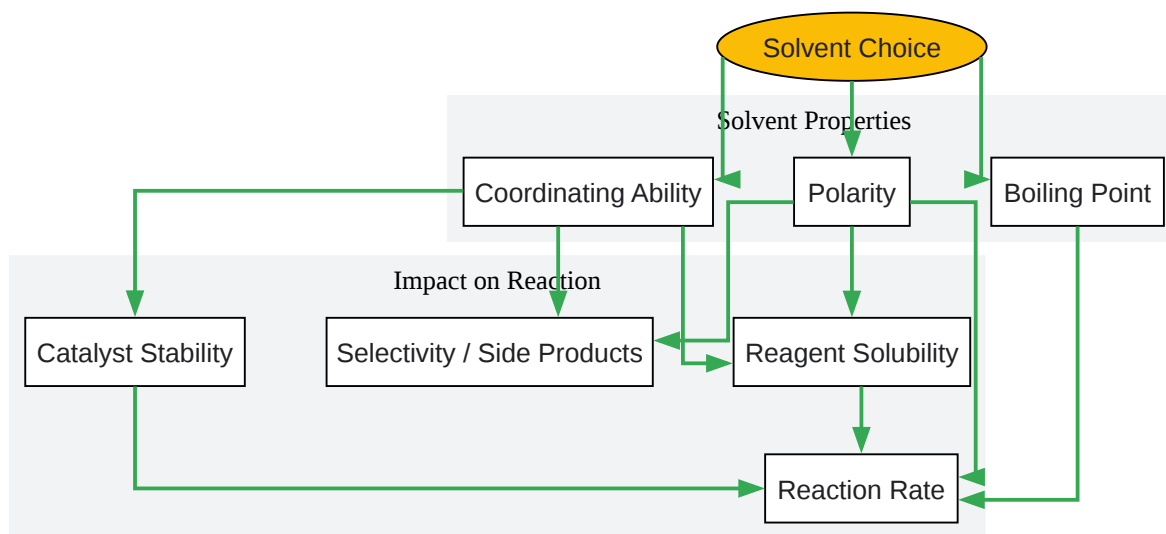 Solvent Choice
Solvent Properties
Coordinating Ability
Polarity
Boiling Point
Impact on Reaction
Catalyst Stability
Selectivity / Side Products
Reagent Solubility
Reaction Rate